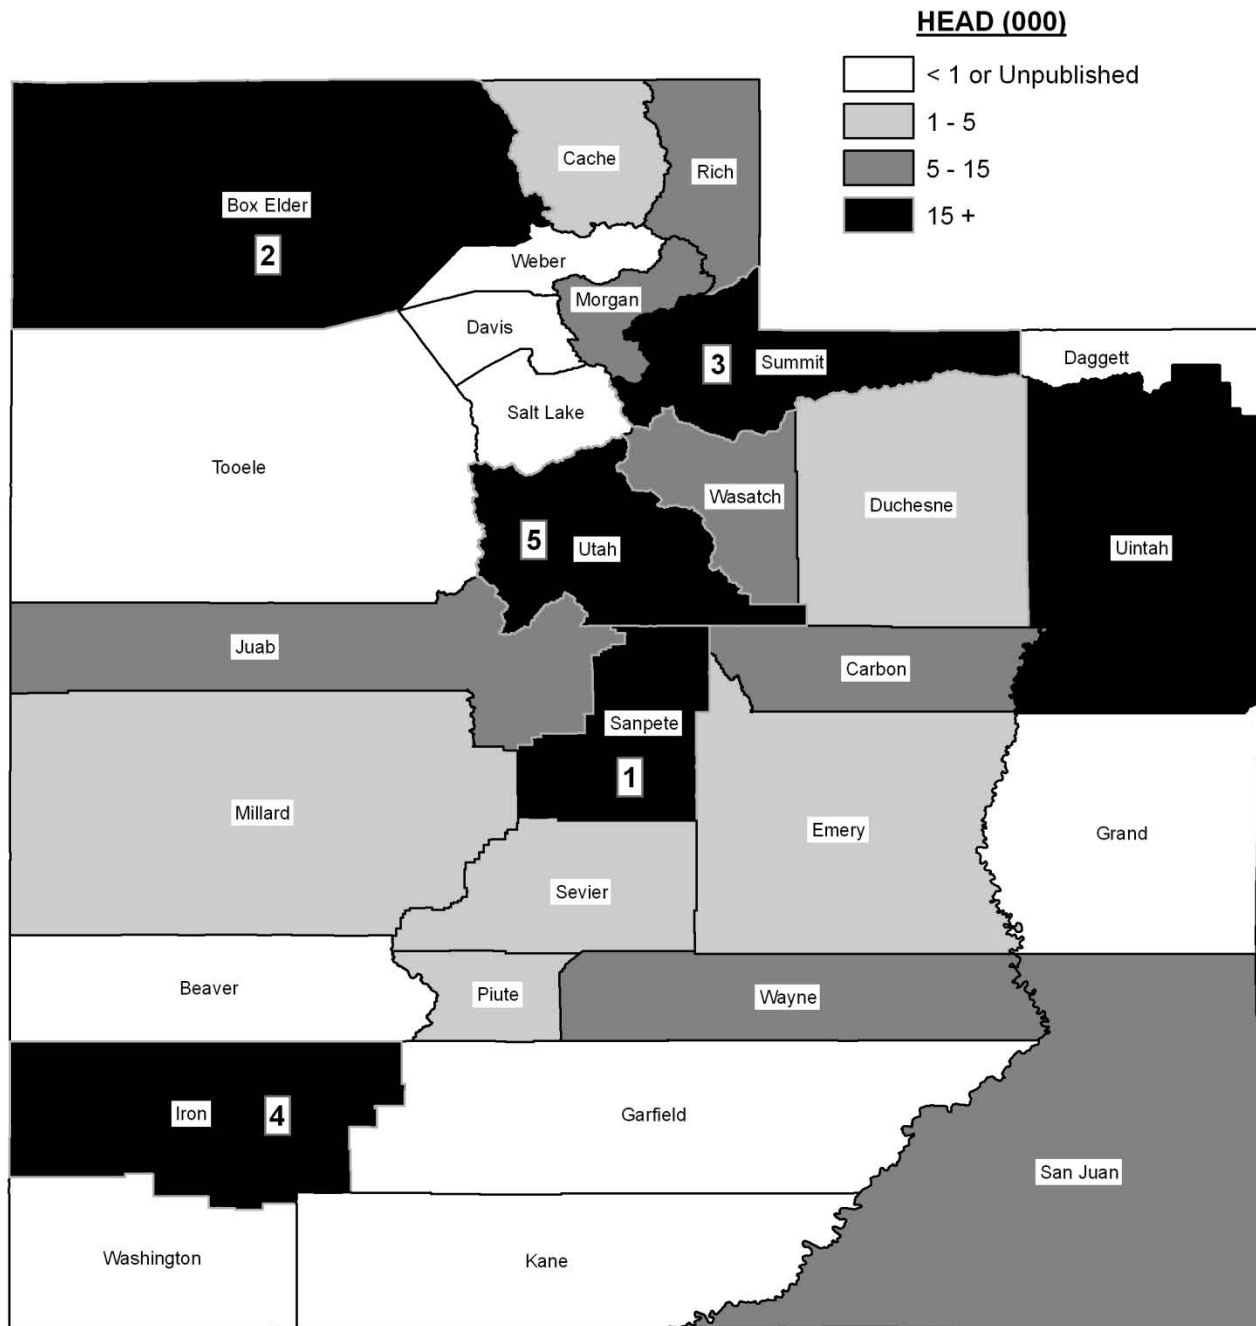 HEAD (000)
< 1 or Unpublished
1 - 5
5 - 15
15 +
Cache
Rich
Box Elder
2
Weber
Morgan
Davis
3
Summit
Daggett
Salt Lake
Tooele
Wasatch
Duchesne
5
Utah
Uintah
Juab
Carbon
Sanpete
1
Millard
Emery
Grand
Sevier
Beaver
Piute
Wayne
Iron
4
Garfield
San Juan
Washington
Kane